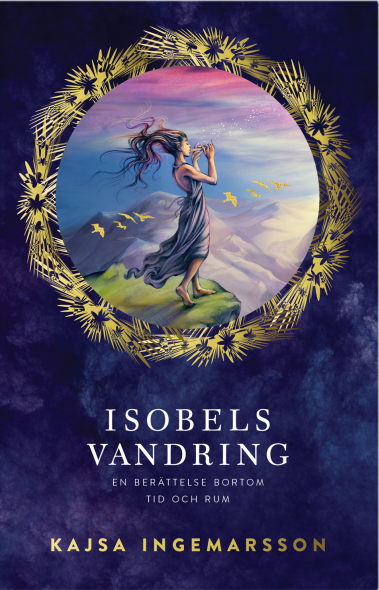 ISOBELS
VANDRING
EN BERÄTTELSE BORTOM
TID OCH RUM
KAJSA INGEMARSSON